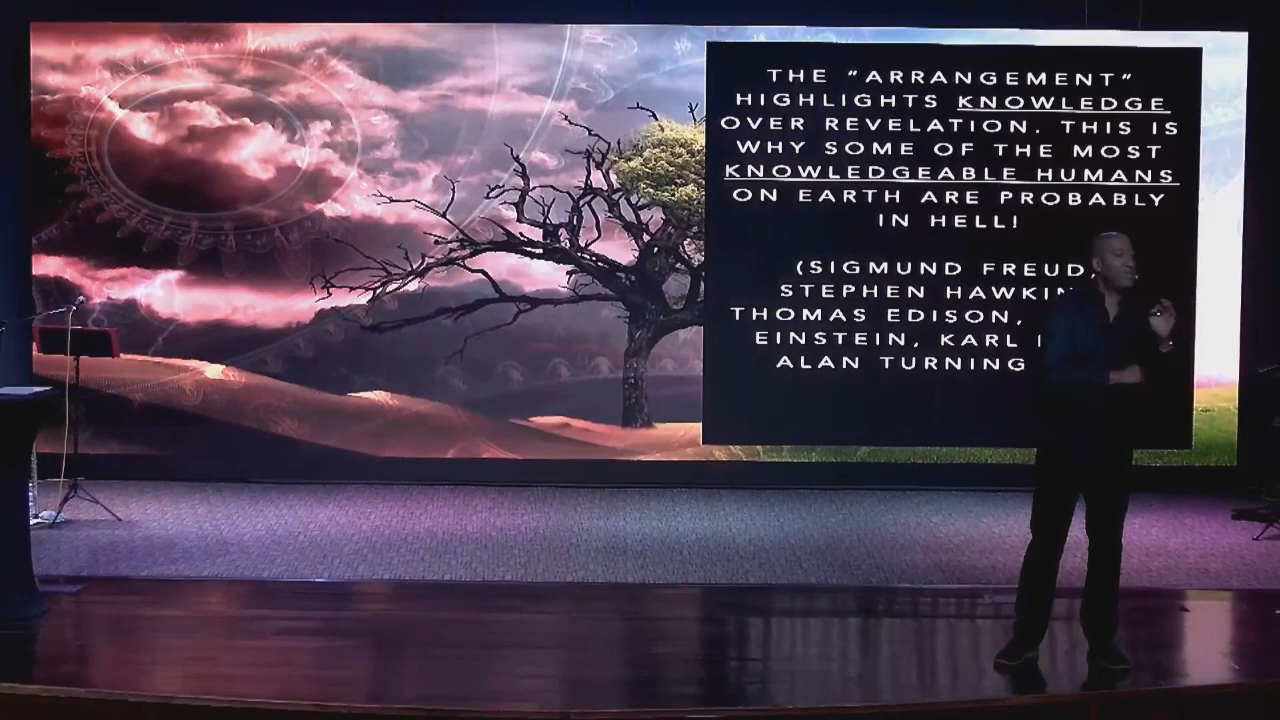 THE "ARRANGEMENT"
HIGHLIGHTS KNOWLEDGE
OVER REVELATION. THIS IS
WHY SOME OF THE MOST
KNOWLEDGEABLE HUMANS
ON EARTH ARE PROBABLY
IN HELL!
(SIGMUND FREUD,
STEPHEN
THOMAS EDISON,
EINSTEIN, KARL
ALAN TURNING